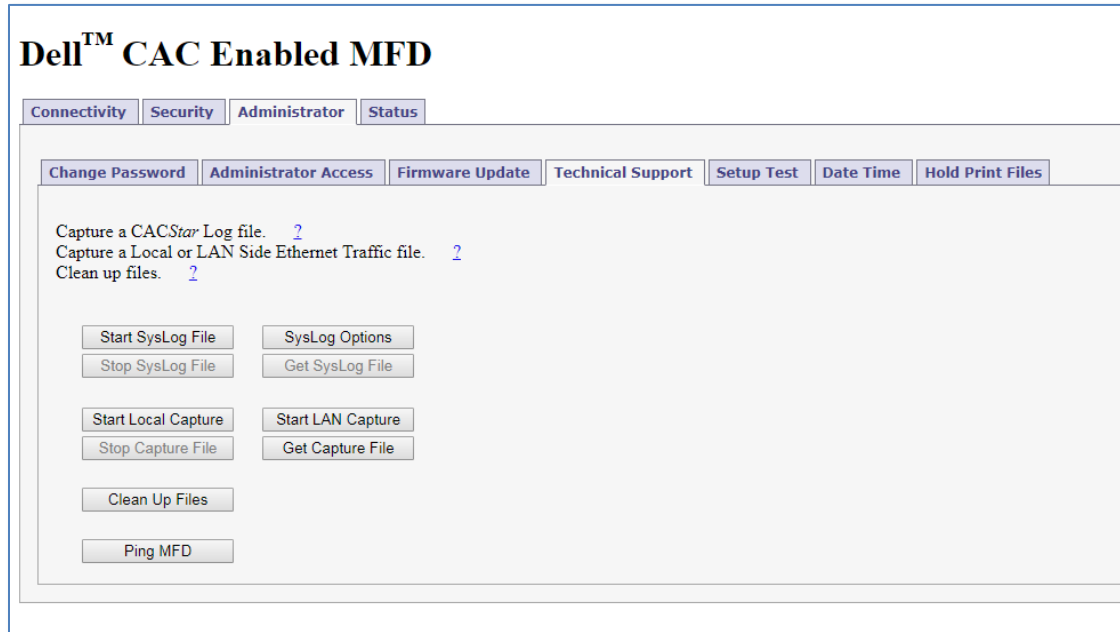 Dell™ CAC Enabled MFD
Connectivity Security Administrator Status
Change Password Administrator Access Firmware Update Technical Support Setup Test Date Time Hold Print Files
Capture a CACStar Log file. ?
Capture a Local or LAN Side Ethernet Traffic file. ?
Clean up files. ?
Start SysLog File SysLog Options
Stop SysLog File Get SysLog File
Start Local Capture Start LAN Capture
Stop Capture File Get Capture File
Clean Up Files
Ping MFD